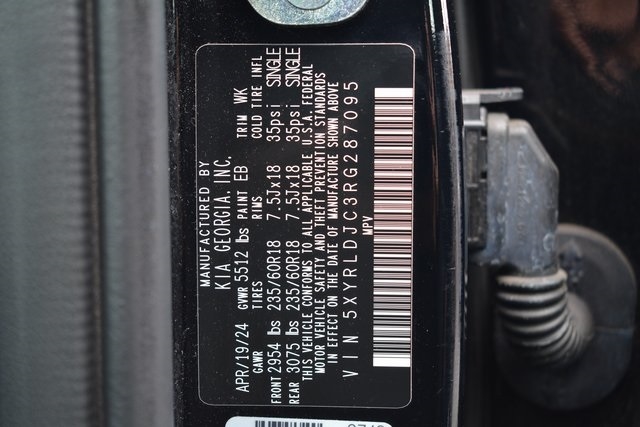 MANUFACTURED BY
KIA GEORGIA, INC.
APR/19/24 GVWR 5512 lbs PAINT EB TRIM WK
GAWR TIRES RIMS COLD TIRE INFL
FRONT 2954 lbs 235/60R18 7.5Jx18 35psi SINGLE
REAR 3075 lbs 235/60R18 7.5Jx18 35psi SINGLE
THIS VEHICLE CONFORMS TO ALL APPLICABLE U.S.A. FEDERAL
MOTOR VEHICLE SAFETY AND THEFT PREVENTION STANDARDS
IN EFFECT ON THE DATE OF MANUFACTURE SHOWN ABOVE
VIN 5XYRLDJC3RG287095
MPV